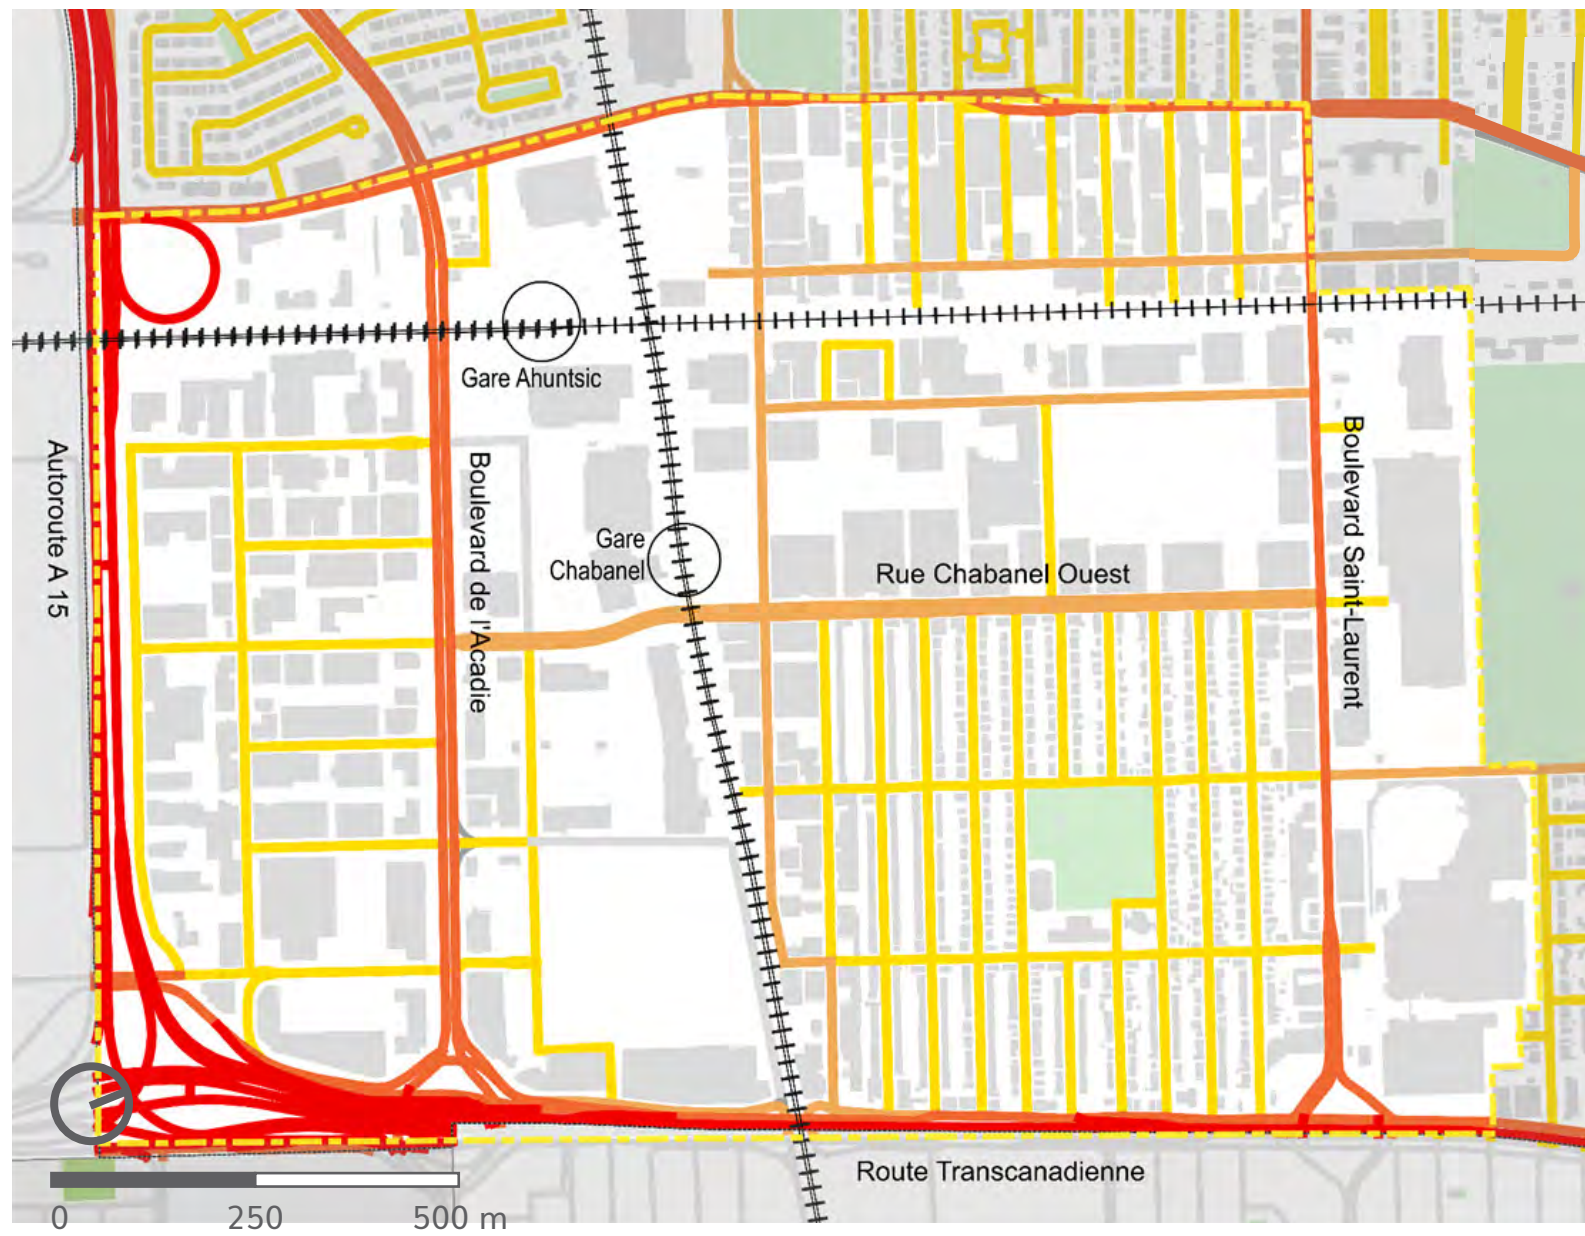 Gare Ahuntsic
Autoroute A 15
Boulevard de l'Acadie
Gare
Chabanel
Rue Chabanel Ouest
Boulevard Saint-Laurent
Route Transcanadienne
0 250 500 m